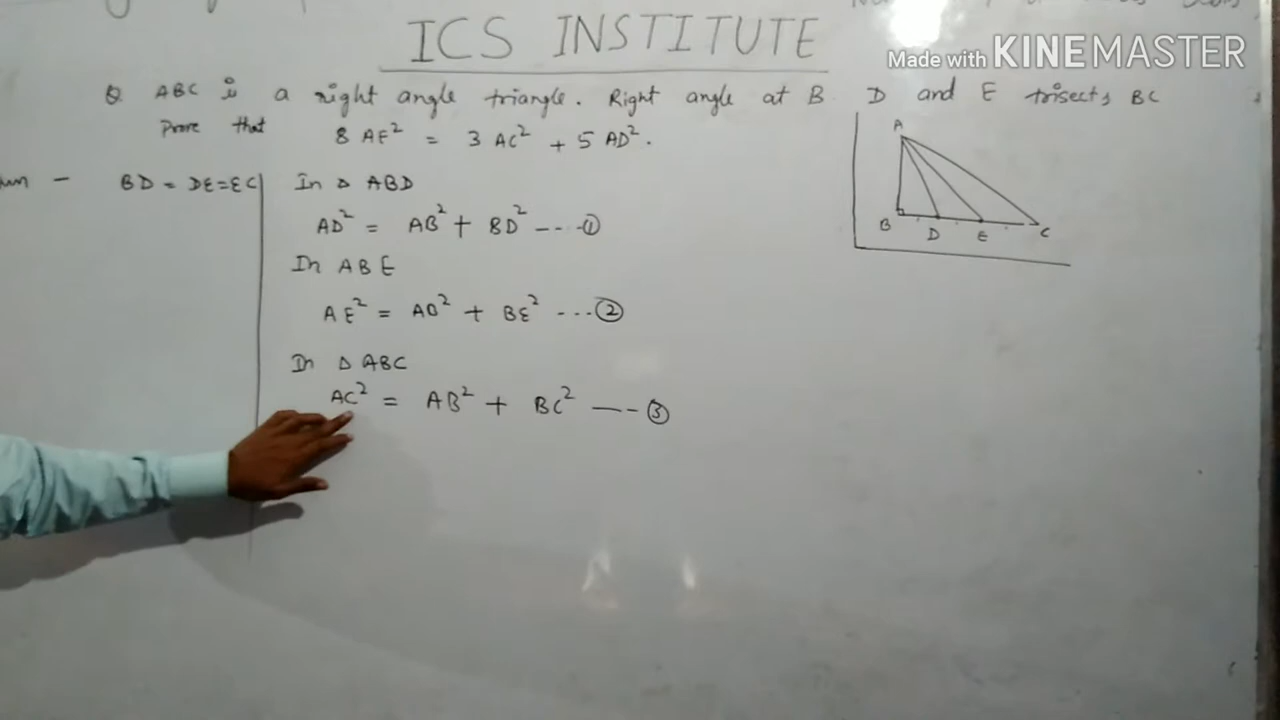 ICS INSTITUTE
Made with KINEMASTER
Q. ABC is a right angle triangle. Right angle at B D and E trisects BC
Prove that 8 AE² = 3 AC² + 5 AD².
BD = DE = EC
In △ ABD
AD² = AB² + BD² --- ①
In ABE
AE² = AB² + BE² --- ②
In △ ABC
AC² = AB² + BC² --- ③
A
B
D
E
C